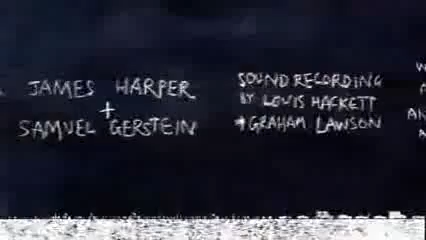 JAMES HARPER
+
SAMUEL GERSTEIN
SOUND RECORDING
BY LOUIS HACKETT
+ GRAHAM LAWSON